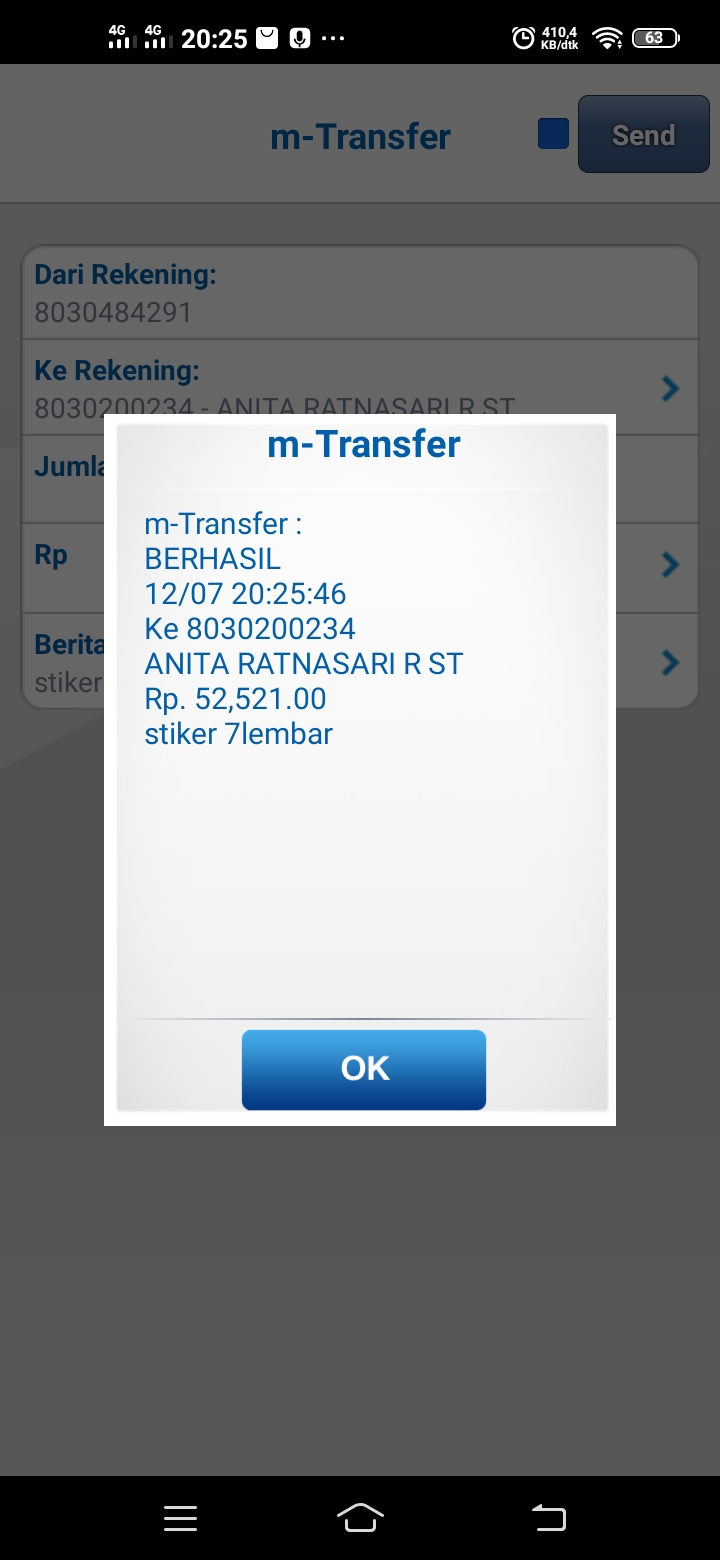 4G 4G 20:25 410,4 KB/dtk 63
m-Transfer
Send
Dari Rekening:
8030484291
Ke Rekening:
8030200234 - ANITA RATNASARI R ST
Rp
stiker
m-Transfer
m-Transfer :
BERHASIL
12/07 20:25:46
Ke 8030200234
ANITA RATNASARI R ST
Rp. 52,521.00
stiker 7lembar
OK